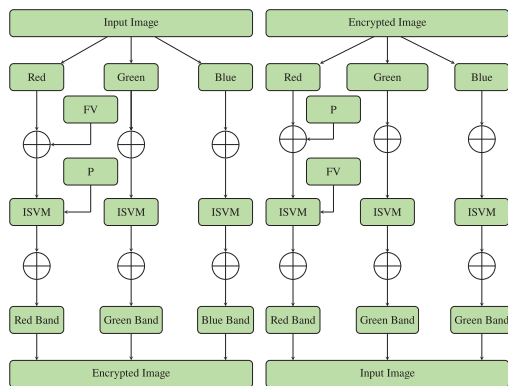 Input Image
Red
Green
Blue
FV
P
ISVM
ISVM
ISVM
Red Band
Green Band
Blue Band
Encrypted Image
Encrypted Image
Red
Green
Blue
P
FV
ISVM
ISVM
ISVM
Red Band
Green Band
Green Band
Input Image